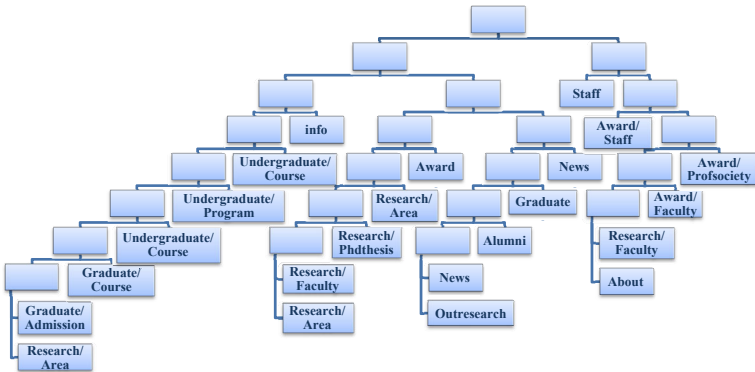 Staff
info
Award/
Staff
Undergraduate/
Course
Award
News
Award/
Profsociety
Undergraduate/
Program
Research/
Area
Graduate
Award/
Faculty
Undergraduate/
Course
Research/
Phdthesis
Alumni
Research/
Faculty
Graduate/
Course
Research/
Faculty
News
About
Graduate/
Admission
Research/
Area
Outresearch
Research/
Area